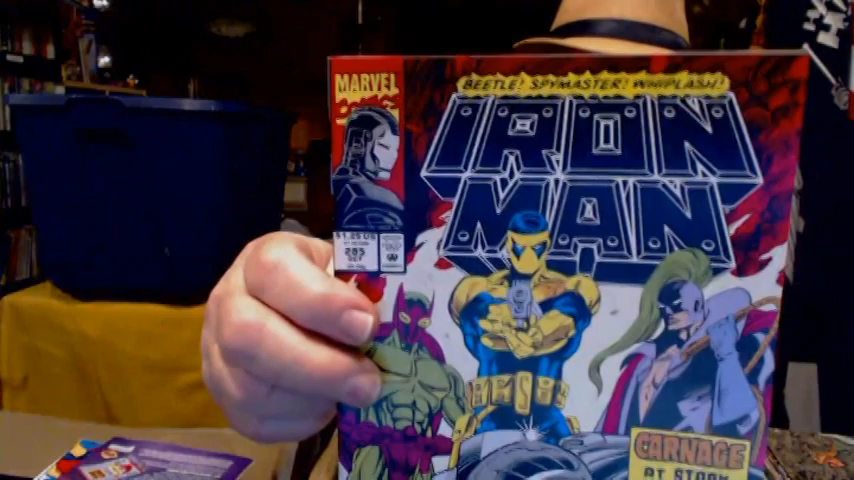 BEETLE! SPYMASTER! WHIPLASH!
MARVEL
IRON
MAN
$1.25 US
285
OCT
CARNAGE
AT STARK